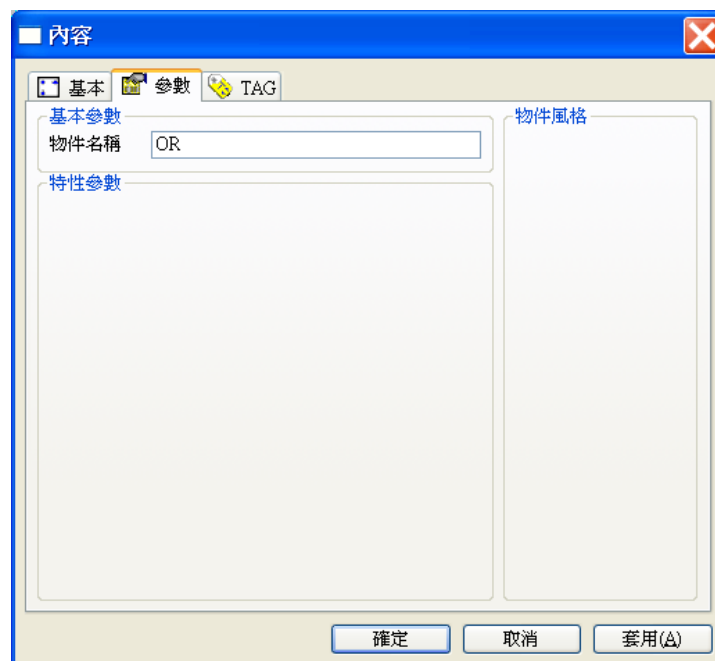 內容
基本 參數 TAG
基本參數
物件名稱 OR
特性參數
物件風格
確定 取消 套用(A)